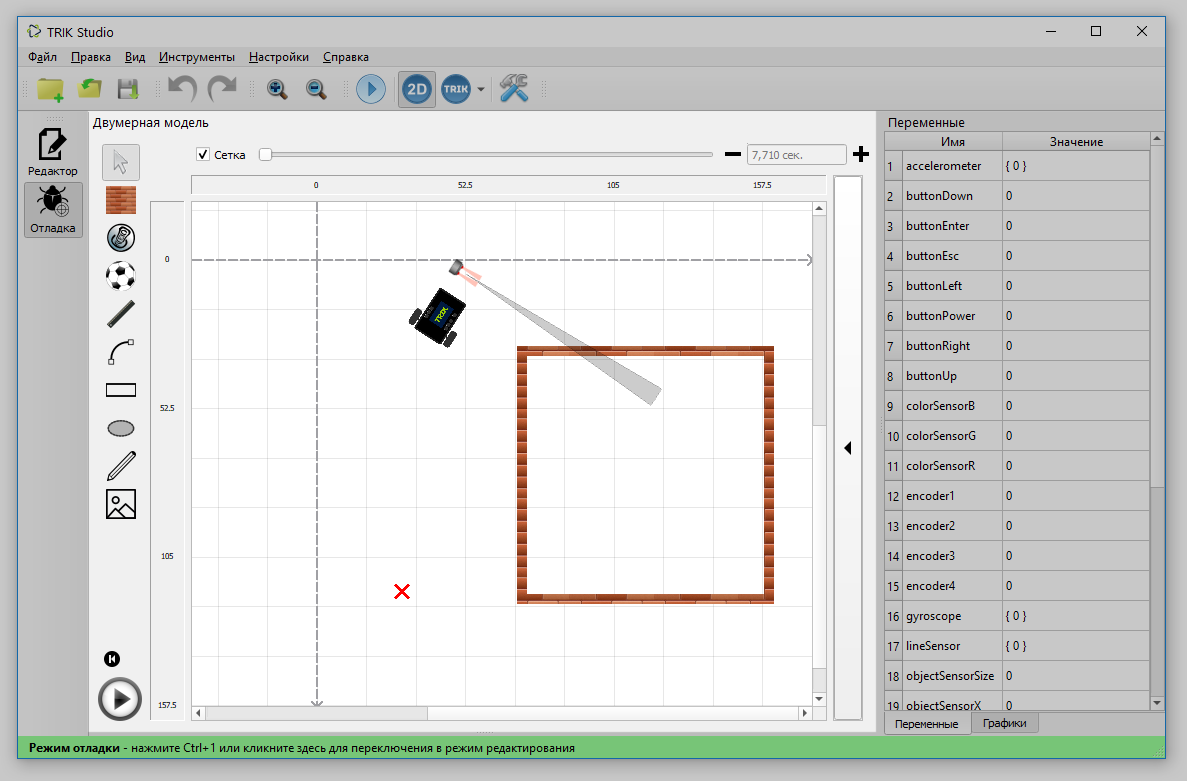 TRIK Studio
Файл Правка Вид Инструменты Настройки Справка
2D TRIK
Двумерная модель
Переменные
Редактор
Отладка
Сетка 7,710 сек.
0 52.5 105 157.5
0
52.5
105
157.5
TRIK
Имя Значение
1 accelerometer { 0 }
2 buttonDown 0
3 buttonEnter 0
4 buttonEsc 0
5 buttonLeft 0
6 buttonPower 0
7 buttonRight 0
8 buttonUp 0
9 colorSensorB 0
10 colorSensorG 0
11 colorSensorR 0
12 encoder1 0
13 encoder2 0
14 encoder3 0
15 encoder4 0
16 gyroscope { 0 }
17 lineSensor { 0 }
18 objectSensorSize 0
19 objectSensorX 0
Переменные Графики
Режим отладки - нажмите Ctrl+1 или кликните здесь для переключения в режим редактирования